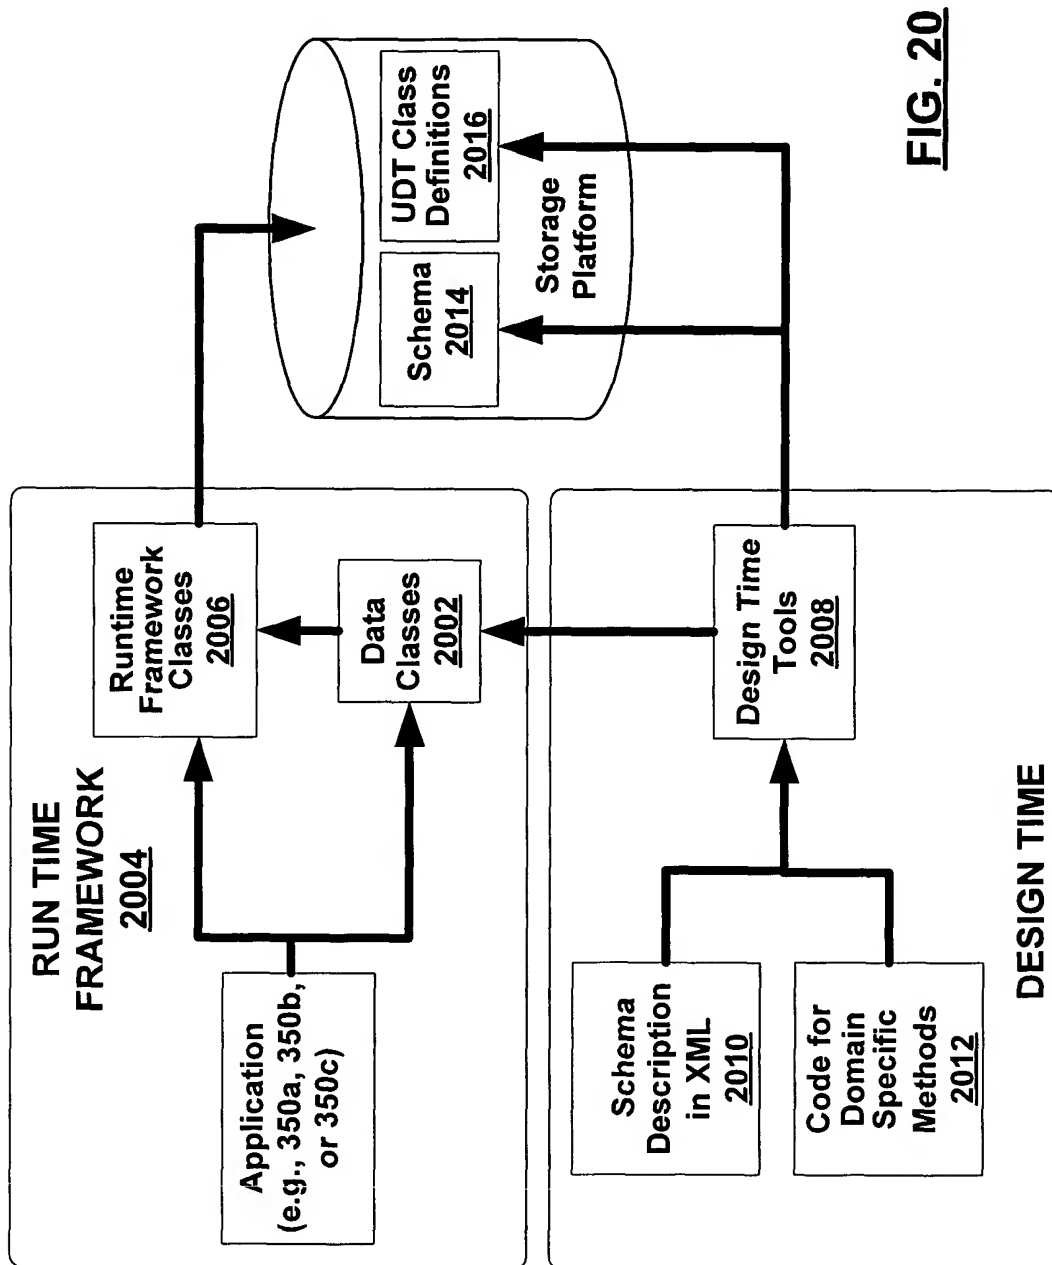 RUN TIME
FRAMEWORK
2004
Application
(e.g., 350a, 350b,
or 350c)
Runtime
Framework
Classes
2006
Data
Classes
2002
Schema
Description
in XML
2010
Code for
Domain
Specific
Methods
2012
Design Time
Tools
2008
DESIGN TIME
Schema
2014
UDT Class
Definitions
2016
Storage
Platform
FIG. 20